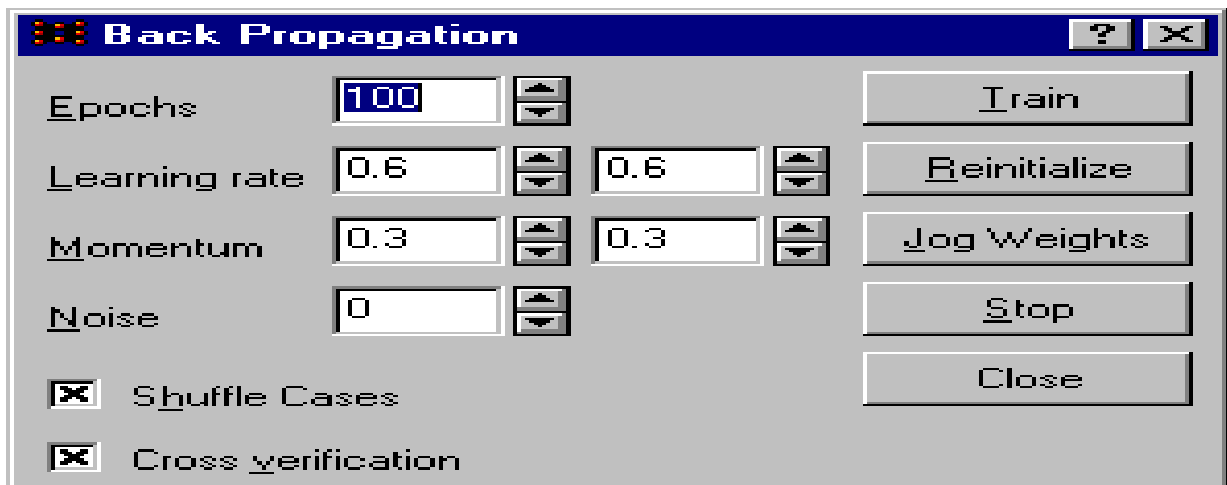 Back Propagation ? X
Epochs 100 Train
Learning rate 0.6 0.6 Reinitialize
Momentum 0.3 0.3 Jog Weights
Noise 0 Stop
Shuffle Cases Close
Cross verification